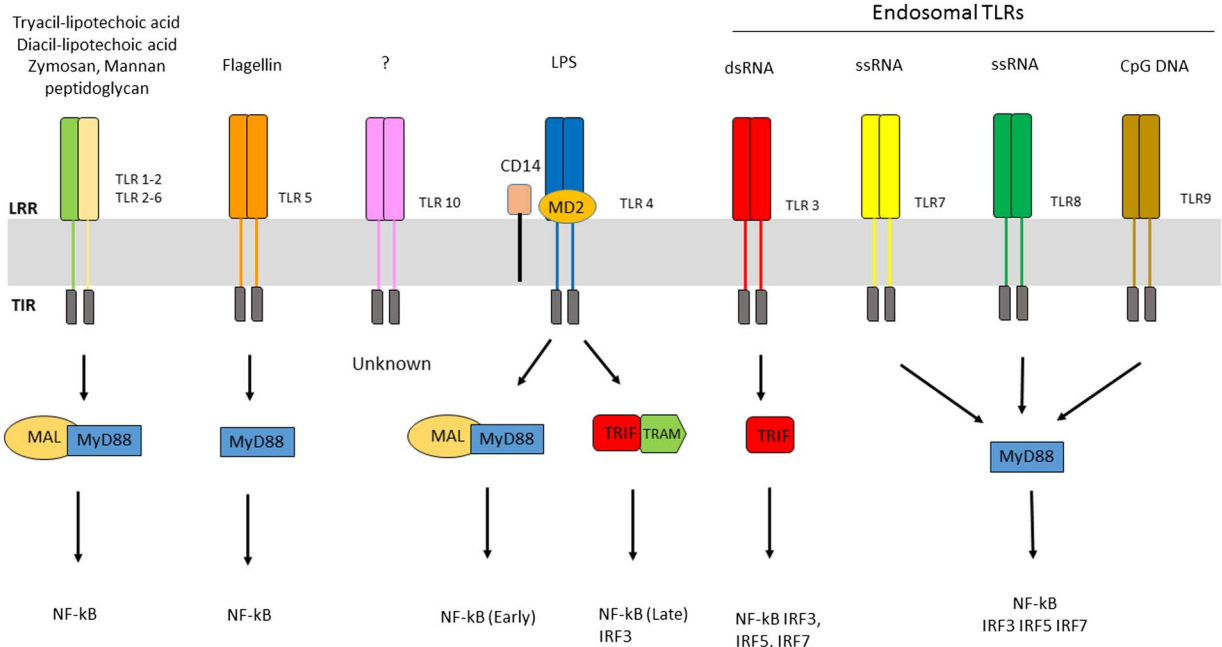 Endosomal TLRs
Tryacil-lipotechoic acid
Diacil-lipotechoic acid
Zymosan, Mannan
peptidoglycan
Flagellin
?
LPS
dsRNA
ssRNA
ssRNA
CpG DNA
CD14
MD2
TLR 1-2
TLR 2-6
TLR 5
TLR 10
TLR 4
TLR 3
TLR7
TLR8
TLR9
LRR
TIR
Unknown
MAL
MyD88
MyD88
MAL
MyD88
TRIF
TRAM
TRIF
MyD88
NF-kB
NF-kB
NF-kB (Early)
NF-kB (Late)
IRF3
NF-kB IRF3,
IRF5, IRF7
NF-kB
IRF3 IRF5 IRF7